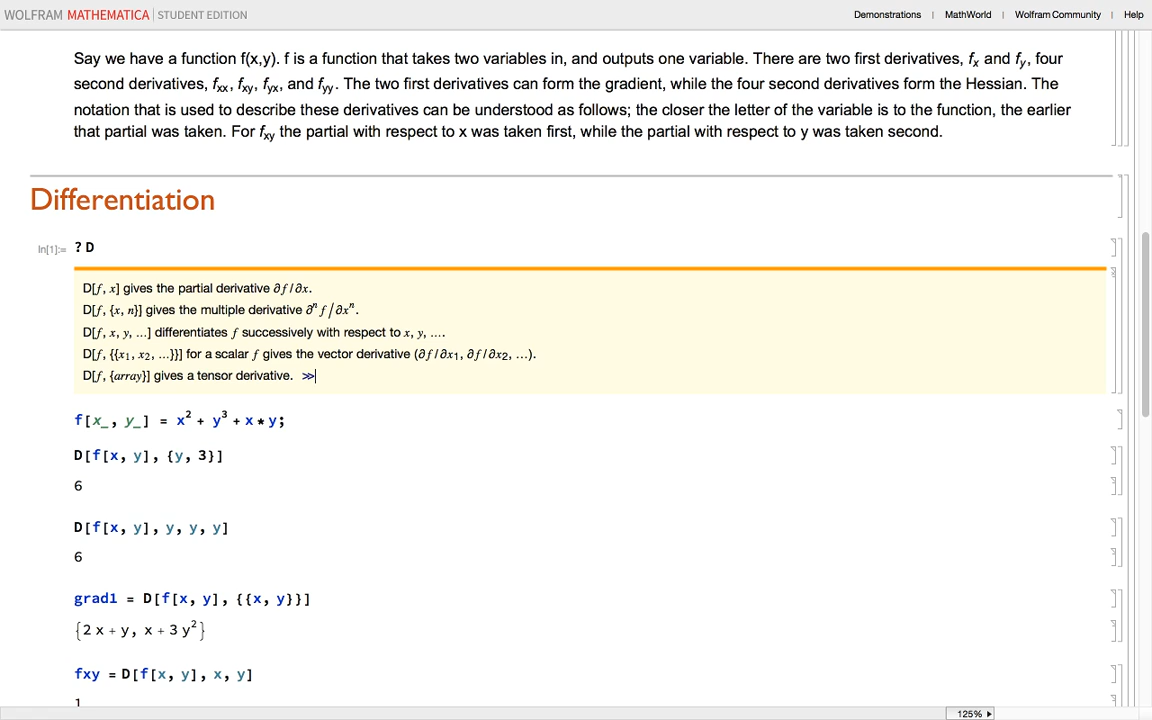 WOLFRAM MATHEMATICA | STUDENT EDITION
Demonstrations | MathWorld | Wolfram Community | Help
Say we have a function f(x,y). f is a function that takes two variables in, and outputs one variable. There are two first derivatives, fx and fy, four
second derivatives, fxx, fxy, fyx, and fyy. The two first derivatives can form the gradient, while the four second derivatives form the Hessian. The
notation that is used to describe these derivatives can be understood as follows; the closer the letter of the variable is to the function, the earlier
that partial was taken. For fxy the partial with respect to x was taken first, while the partial with respect to y was taken second.
Differentiation
In[1]:= ? D
D[f, x] gives the partial derivative ∂f/∂x.
D[f, {x, n}] gives the multiple derivative ∂ⁿf/∂xⁿ.
D[f, x, y, ...] differentiates f successively with respect to x, y, ....
D[f, {{x₁, x₂, ...}}] for a scalar f gives the vector derivative (∂f/∂x₁, ∂f/∂x₂, ...).
D[f, {array}] gives a tensor derivative. ≫
f[x_, y_] = x² + y³ + x * y;
D[f[x, y], {y, 3}]
6
D[f[x, y], y, y, y]
6
grad1 = D[f[x, y], {{x, y}}]
{2 x + y, x + 3 y²}
fxy = D[f[x, y], x, y]
1
125%